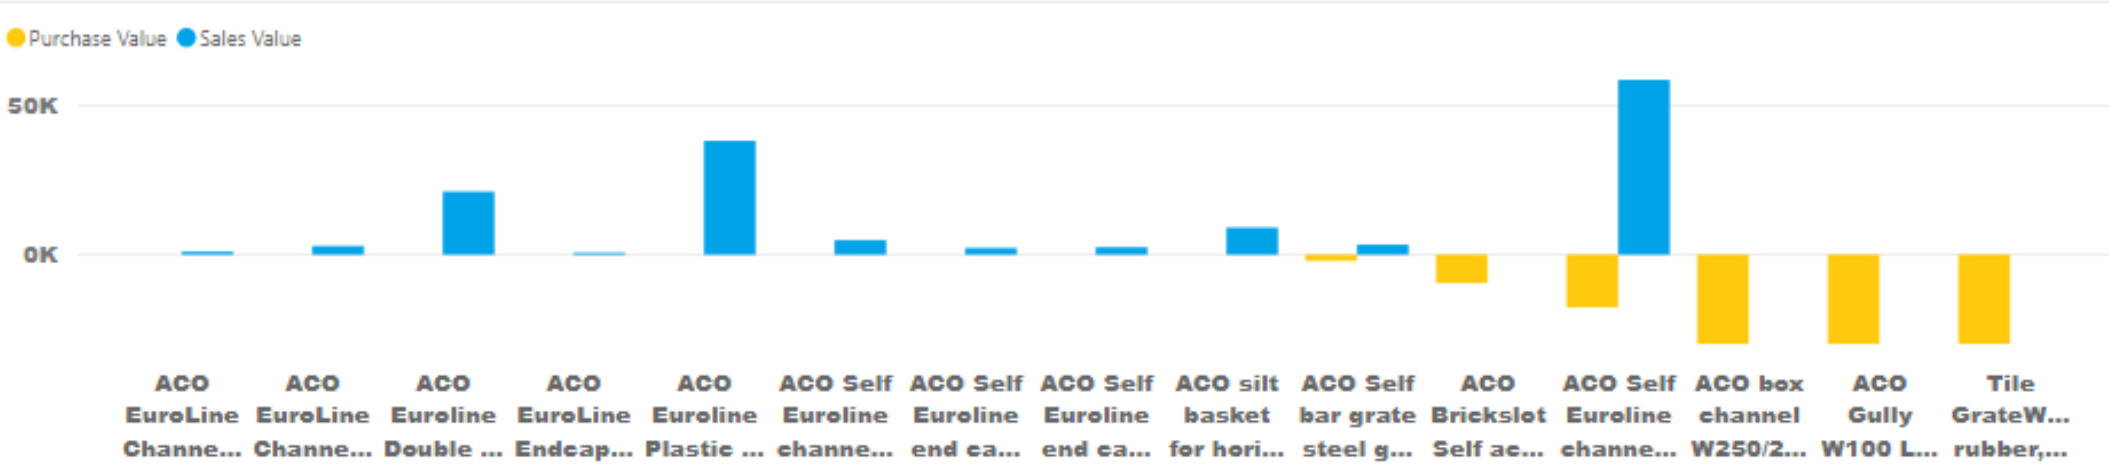 Purchase Value Sales Value
50K
0K
ACO EuroLine Channe...
ACO EuroLine Channe...
ACO Euroline Double ...
ACO EuroLine Endcap...
ACO Euroline Plastic ...
ACO Self Euroline channe...
ACO Self Euroline end ca...
ACO Self Euroline end ca...
ACO silt basket for hori...
ACO Self bar grate steel g...
ACO Brickslot Self ac...
ACO Self Euroline channe...
ACO box channel W250/2...
ACO Gully W100 L...
Tile GrateW... rubber,...